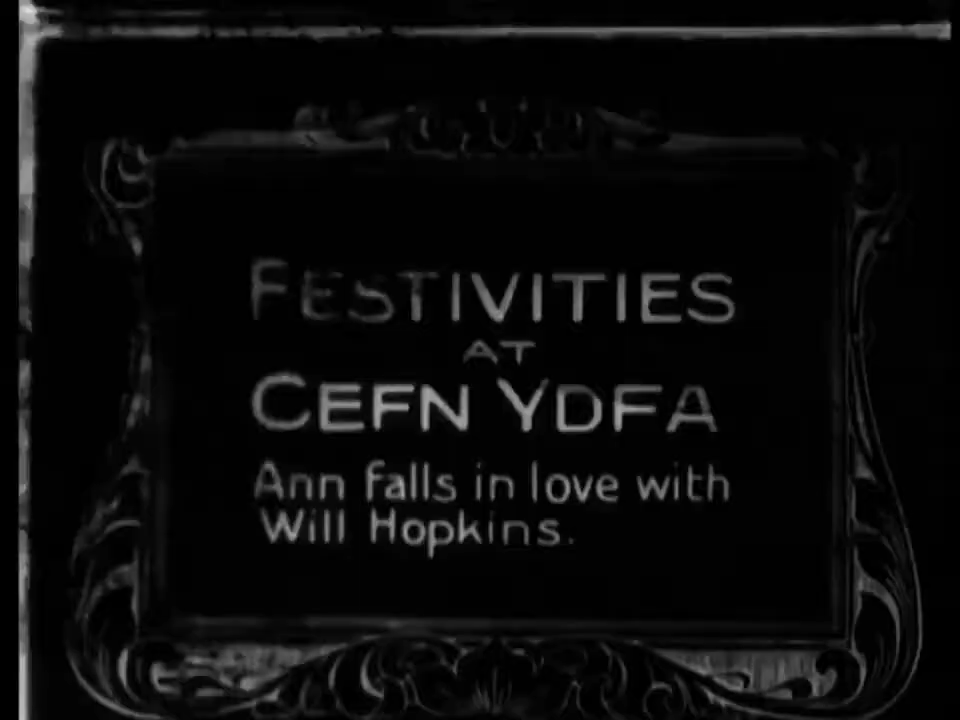 FESTIVITIES
AT
CEFN YDFA
Ann falls in love with
Will Hopkins.